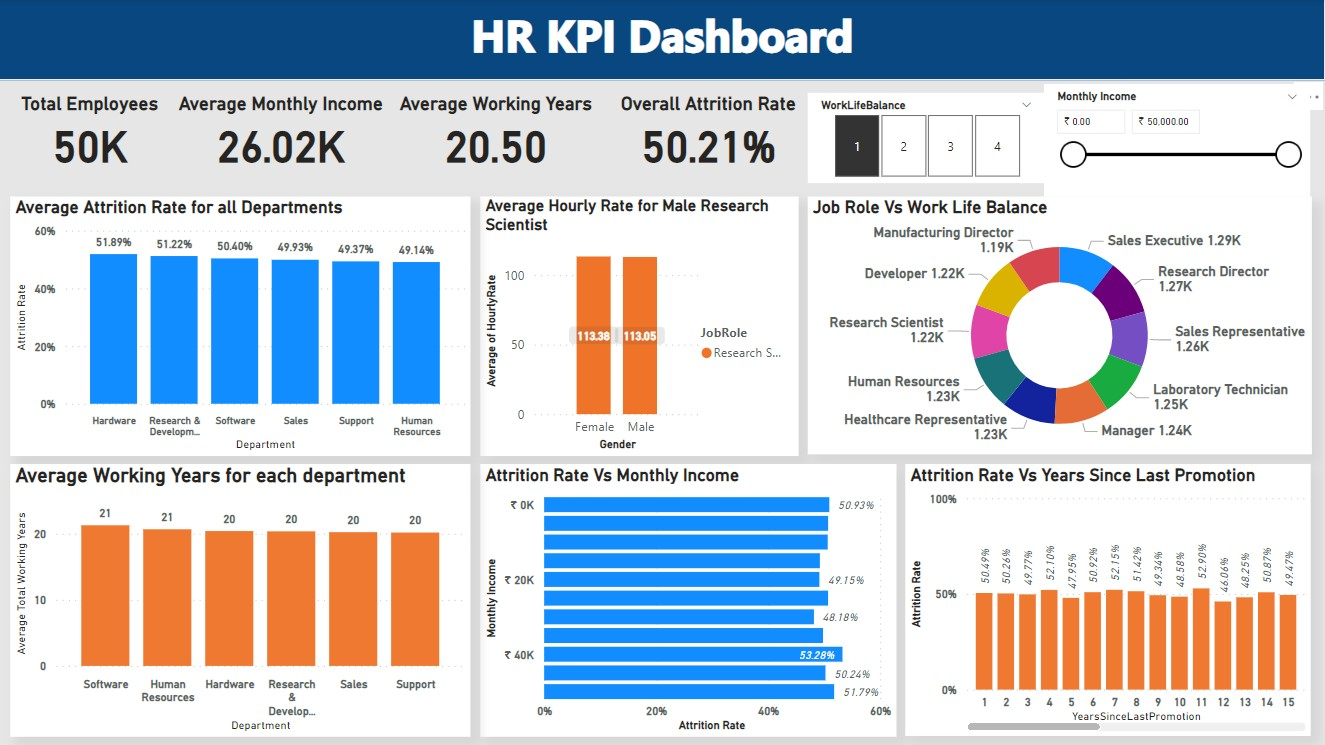 HR KPI Dashboard
Total Employees
50K
Average Monthly Income
26.02K
Average Working Years
20.50
Overall Attrition Rate
50.21%
WorkLifeBalance
1
2
3
4
Monthly Income
₹ 0.00
₹ 50,000.00
Average Attrition Rate for all Departments
Attrition Rate
60%
40%
20%
0%
51.89%
51.22%
50.40%
49.93%
49.37%
49.14%
Hardware
Research &
Developm...
Software
Sales
Support
Human
Resources
Department
Average Hourly Rate for Male Research
Scientist
Average of HourlyRate
100
50
0
113.38
113.05
Female
Male
Gender
JobRole
Research S...
Job Role Vs Work Life Balance
Sales Executive 1.29K
Research Director
1.27K
Sales Representative
1.26K
Laboratory Technician
1.25K
Manager 1.24K
Healthcare Representative
1.23K
Human Resources
1.23K
Research Scientist
1.22K
Developer 1.22K
Manufacturing Director
1.19K
Average Working Years for each department
Average Total Working Years
20
10
0
21
21
20
20
20
20
Software
Human
Resources
Hardware
Research
&
Develop...
Sales
Support
Department
Attrition Rate Vs Monthly Income
Monthly Income
₹ 0K
₹ 20K
₹ 40K
50.93%
49.15%
48.18%
53.28%
50.24%
51.79%
0%
20%
40%
60%
Attrition Rate
Attrition Rate Vs Years Since Last Promotion
Attrition Rate
100%
50%
0%
50.49%
50.26%
49.77%
52.10%
47.95%
50.92%
52.15%
51.42%
49.34%
48.58%
52.90%
46.06%
48.25%
50.87%
49.47%
1
2
3
4
5
6
7
8
9
10
11
12
13
14
15
YearsSinceLastPromotion